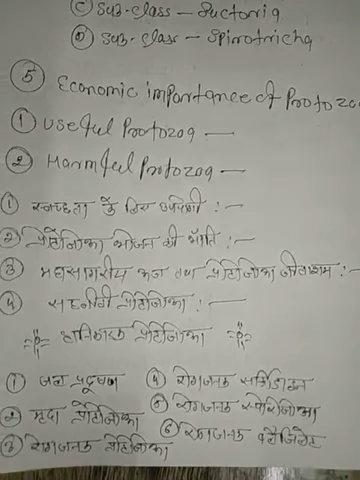 (C) Sub-class – Suctoria
(D) Sub-class – Spirotricha
(5) Economic importance of Protozoa
(1) Useful Protozoa —
(2) Harmful Protozoa —
(1) स्वच्छता के लिए उपयोगी :—
(2) प्रोटोजोआ भोजन की भाँति :—
(3) महासागरीय कज तथा प्रोटोजोआ जीवाश्म :—
(4) सहजीवी प्रोटोजोआ :—
हानिकारक प्रोटोजोआ
(1) जल प्रदूषण (4) रोगजनक सार्कोडाइन
(2) मृदा प्रोटोजोआ (5) रोगजनक स्पोरोजोआ
(3) रोगजनक प्रोटोजोआ (6) रोगजनक